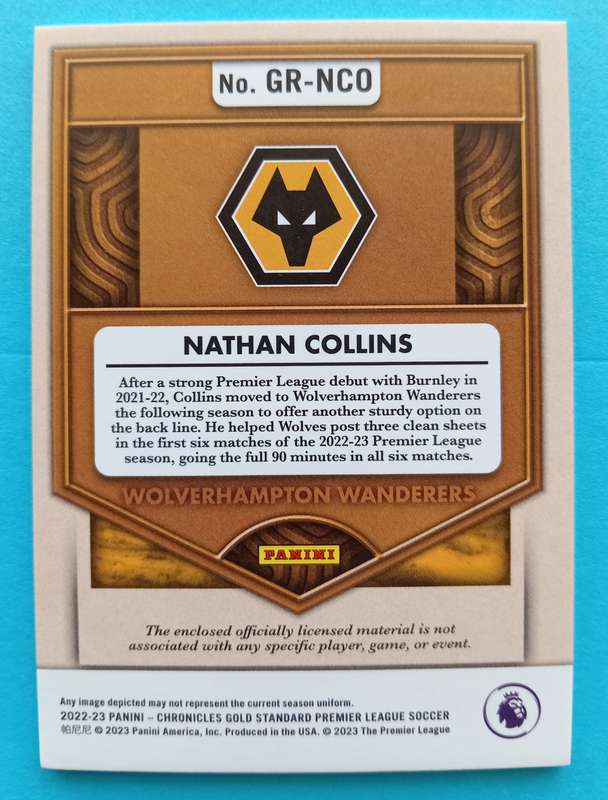 No. GR-NCO
NATHAN COLLINS
After a strong Premier League debut with Burnley in
2021-22, Collins moved to Wolverhampton Wanderers
the following season to offer another sturdy option on
the back line. He helped Wolves post three clean sheets
in the first six matches of the 2022-23 Premier League
season, going the full 90 minutes in all six matches.
WOLVERHAMPTON WANDERERS
PANINI
The enclosed officially licensed material is not
associated with any specific player, game, or event.
Any image depicted may not represent the current season uniform.
2022-23 PANINI – CHRONICLES GOLD STANDARD PREMIER LEAGUE SOCCER
帕尼尼 © 2023 Panini America, Inc. Produced in the USA. © 2023 The Premier League